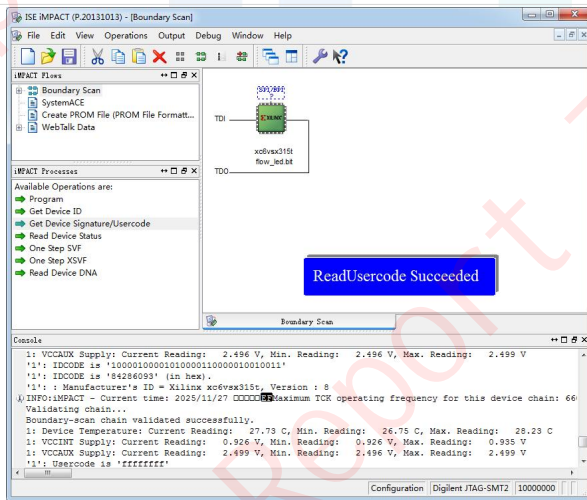 ISE iMPACT (P.20131013) - [Boundary Scan]
File Edit View Operations Output Debug Window Help
iMPACT Flows
Boundary Scan
SystemACE
Create PROM File (PROM File Formatt...
WebTalk Data
iMPACT Processes
Available Operations are:
Program
Get Device ID
Get Device Signature/Usercode
Read Device Status
One Step SVF
One Step XSVF
Read Device DNA
SPI/BPI
?
TDI
XILINX
xc6vsx315t
flow_led.bit
TDO
ReadUsercode Succeeded
Boundary Scan
Console
1: VCCAUX Supply: Current Reading: 2.496 V, Min. Reading: 2.496 V, Max. Reading: 2.499 V
'1': IDCODE is '10000100001010000110000010010011'
'1': IDCODE is '84286093' (in hex).
'1': : Manufacturer's ID = Xilinx xc6vsx315t, Version : 8
INFO:iMPACT - Current time: 2025/11/27 Maximum TCK operating frequency for this device chain: 66
Validating chain...
Boundary-scan chain validated successfully.
1: Device Temperature: Current Reading: 27.73 C, Min. Reading: 26.75 C, Max. Reading: 28.23 C
1: VCCINT Supply: Current Reading: 0.926 V, Min. Reading: 0.926 V, Max. Reading: 0.935 V
1: VCCAUX Supply: Current Reading: 2.499 V, Min. Reading: 2.496 V, Max. Reading: 2.499 V
'1': Usercode is 'ffffffff'
Configuration Digilent JTAG-SMT2 10000000
Report